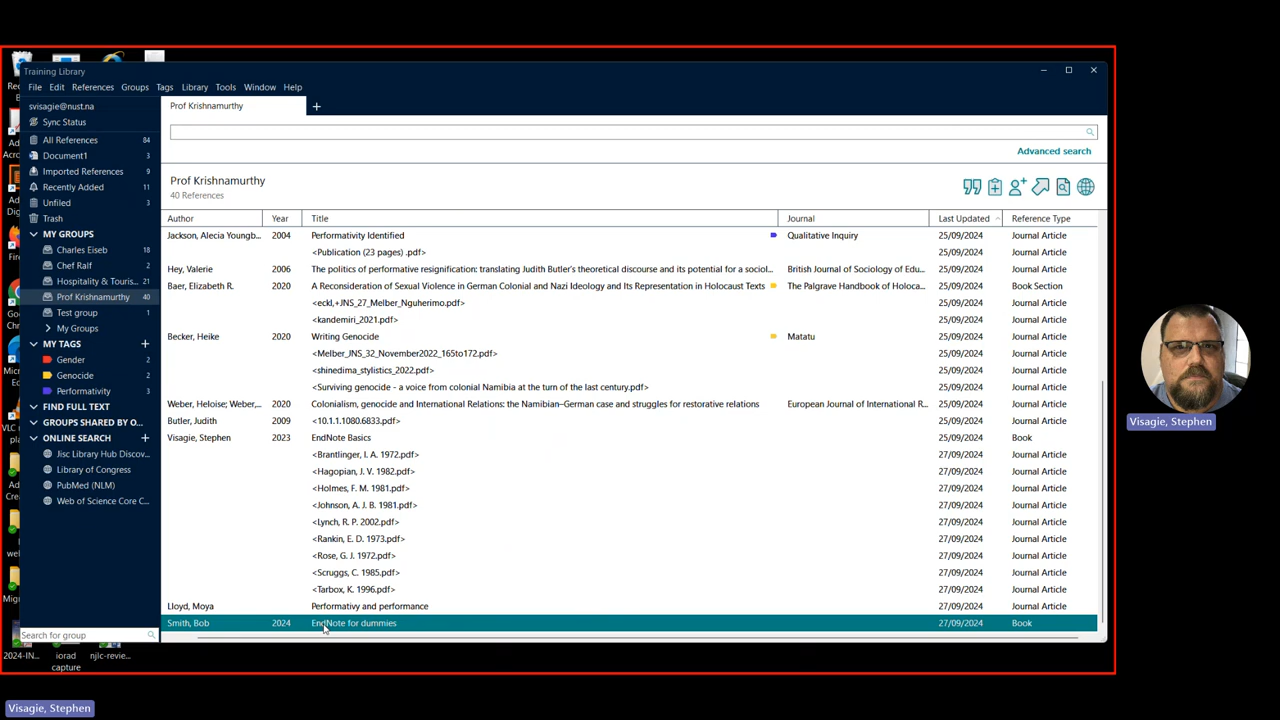 Training Library
File Edit References Groups Tags Library Tools Window Help
svisagie@nust.na
Prof Krishnamurthy +
Sync Status
All References 84
Document1 3
Imported References 9
Recently Added 11
Unfiled 3
Trash
MY GROUPS
Charles Eiseb 18
Chef Ralf 2
Hospitality & Touris... 21
Prof Krishnamurthy 40
Test group 1
My Groups
MY TAGS +
Gender 2
Genocide 2
Performativity 3
FIND FULL TEXT
GROUPS SHARED BY O...
ONLINE SEARCH +
Jisc Library Hub Discov...
Library of Congress
PubMed (NLM)
Web of Science Core C...
Search for group
Advanced search
Prof Krishnamurthy
40 References
Author Year Title Journal Last Updated Reference Type
Jackson, Alecia Youngb... 2004 Performativity Identified Qualitative Inquiry 25/09/2024 Journal Article
<Publication (23 pages) .pdf> 25/09/2024 Journal Article
Hey, Valerie 2006 The politics of performative resignification: translating Judith Butler's theoretical discourse and its potential for a sociol... British Journal of Sociology of Edu... 25/09/2024 Journal Article
Baer, Elizabeth R. 2020 A Reconsideration of Sexual Violence in German Colonial and Nazi Ideology and Its Representation in Holocaust Texts The Palgrave Handbook of Holoca... 25/09/2024 Book Section
<eckl,+JNS_27_Melber_Nguherimo.pdf> 25/09/2024 Journal Article
<kandemiri_2021.pdf> 25/09/2024 Journal Article
Becker, Heike 2020 Writing Genocide Matatu 25/09/2024 Journal Article
<Melber_JNS_32_November2022_165to172.pdf> 25/09/2024 Journal Article
<shinedima_stylistics_2022.pdf> 25/09/2024 Journal Article
<Surviving genocide - a voice from colonial Namibia at the turn of the last century.pdf> 25/09/2024 Journal Article
Weber, Heloise; Weber,... 2020 Colonialism, genocide and International Relations: the Namibian–German case and struggles for restorative relations European Journal of International R... 25/09/2024 Journal Article
Butler, Judith 2009 <10.1.1.1080.6833.pdf> 25/09/2024 Journal Article
Visagie, Stephen 2023 EndNote Basics 25/09/2024 Book
<Brantlinger, I. A. 1972.pdf> 27/09/2024 Journal Article
<Hagopian, J. V. 1982.pdf> 27/09/2024 Journal Article
<Holmes, F. M. 1981.pdf> 27/09/2024 Journal Article
<Johnson, A. J. B. 1981.pdf> 27/09/2024 Journal Article
<Lynch, R. P. 2002.pdf> 27/09/2024 Journal Article
<Rankin, E. D. 1973.pdf> 27/09/2024 Journal Article
<Rose, G. J. 1972.pdf> 27/09/2024 Journal Article
<Scruggs, C. 1985.pdf> 27/09/2024 Journal Article
<Tarbox, K. 1996.pdf> 27/09/2024 Journal Article
Lloyd, Moya Performativy and performance 27/09/2024 Journal Article
Smith, Bob 2024 EndNote for dummies 27/09/2024 Book
2024-IN...
iorad
capture
njlc-revie...
Visagie, Stephen
Visagie, Stephen